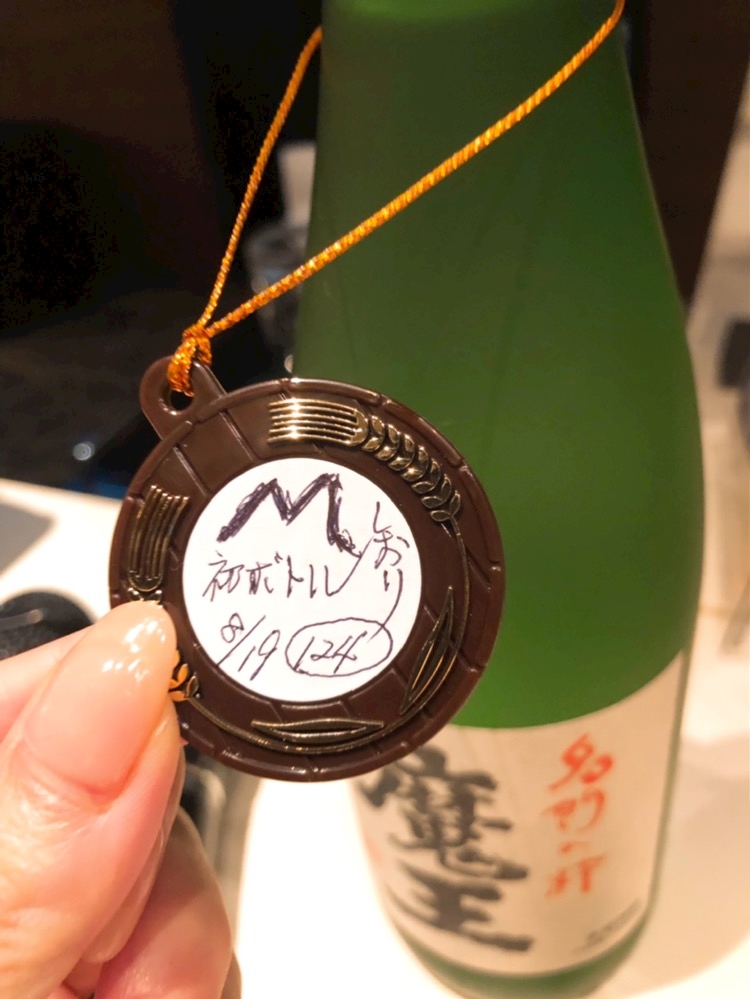 M
しおり
初ボトル
8/19 124
名門の粋
魔王